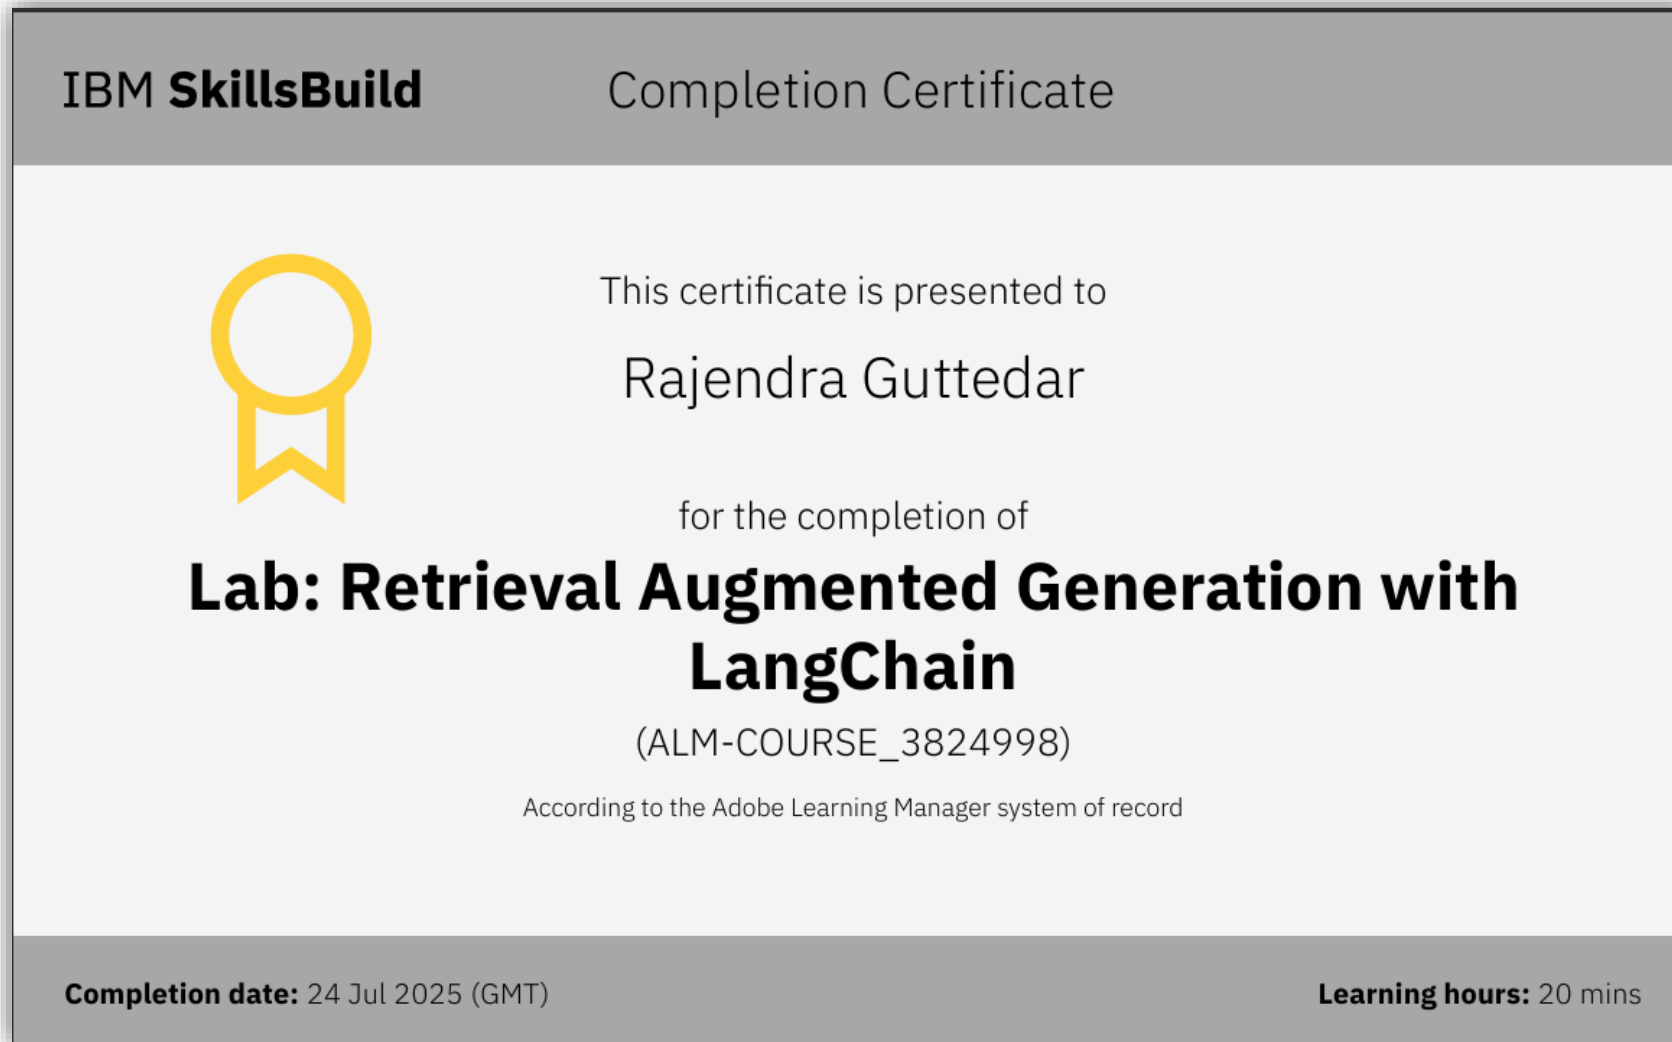 IBM SkillsBuild
Completion Certificate
This certificate is presented to
Rajendra Guttedar
for the completion of
Lab: Retrieval Augmented Generation with
LangChain
(ALM-COURSE_3824998)
According to the Adobe Learning Manager system of record
Completion date: 24 Jul 2025 (GMT)
Learning hours: 20 mins